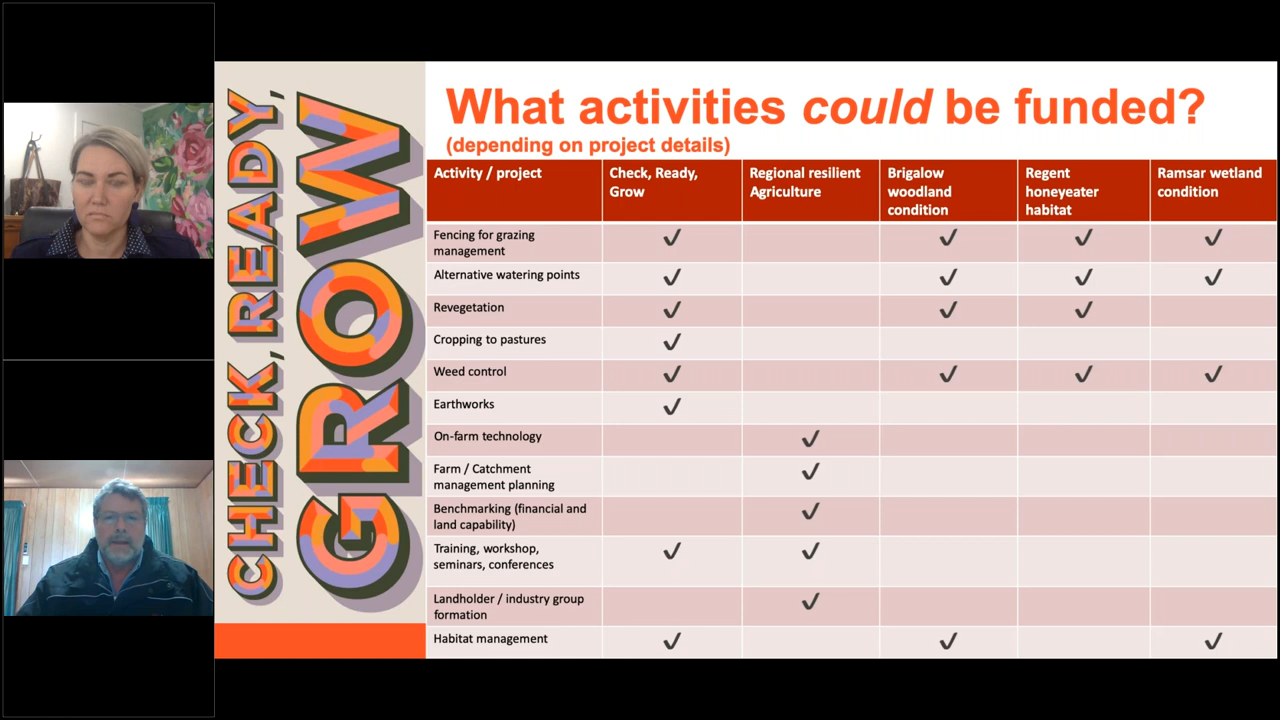 CHECK, READY,
GROW
What activities could be funded?
(depending on project details)
Activity / project
Check, Ready,
Grow
Regional resilient
Agriculture
Brigalow
woodland
condition
Regent
honeyeater
habitat
Ramsar wetland
condition
Fencing for grazing
management
✓ ✓ ✓ ✓
Alternative watering points ✓ ✓ ✓ ✓
Revegetation ✓ ✓ ✓
Cropping to pastures ✓
Weed control ✓ ✓ ✓ ✓
Earthworks ✓
On-farm technology ✓
Farm / Catchment
management planning
✓
Benchmarking (financial and
land capability)
✓
Training, workshop,
seminars, conferences
✓ ✓
Landholder / industry group
formation
✓
Habitat management ✓ ✓ ✓